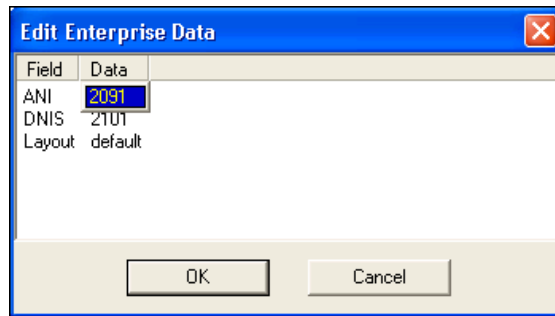 Edit Enterprise Data
Field Data
ANI 2091
DNIS 2101
Layout default
OK Cancel